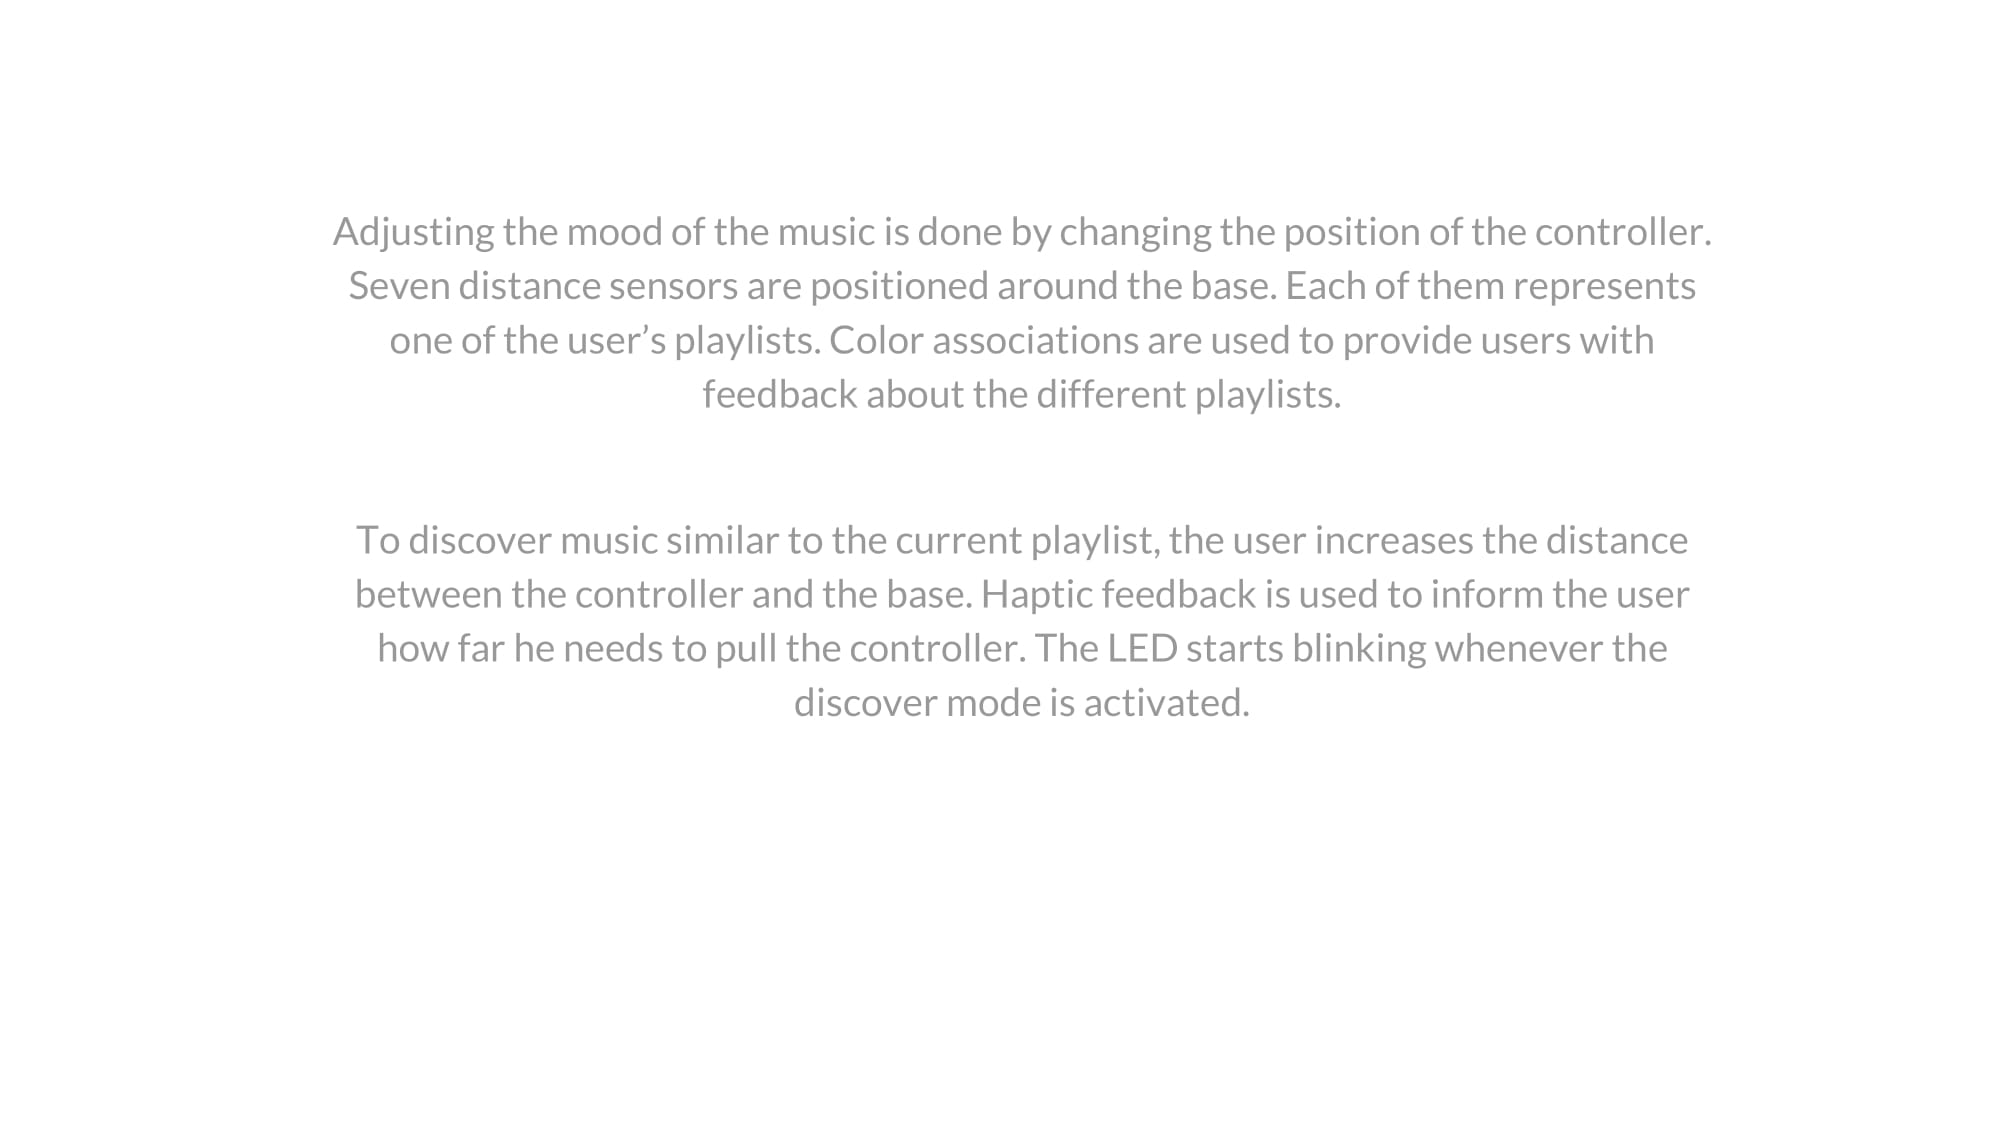 Adjusting the mood of the music is done by changing the position of the controller.
Seven distance sensors are positioned around the base. Each of them represents
one of the user’s playlists. Color associations are used to provide users with
feedback about the different playlists.
To discover music similar to the current playlist, the user increases the distance
between the controller and the base. Haptic feedback is used to inform the user
how far he needs to pull the controller. The LED starts blinking whenever the
discover mode is activated.